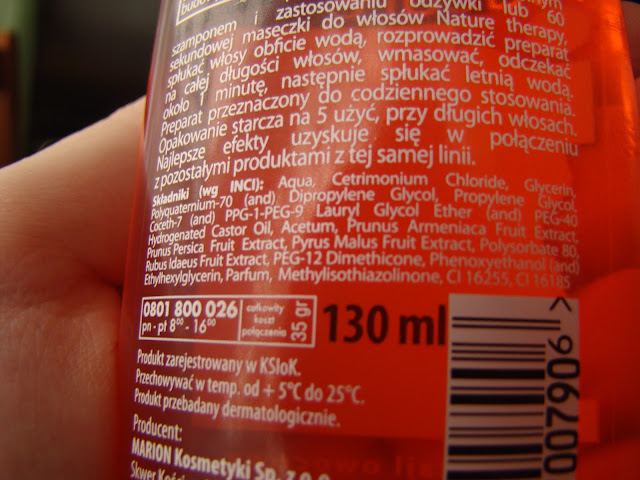 szamponem i zastosowaniu odżywki lub 60
sekundowej maseczki do włosów Nature therapy,
spłukać włosy obficie wodą, rozprowadzić preparat
na całej długości włosów, wmasować, odczekać
około 1 minutę, następnie spłukać letnią wodą.
Preparat przeznaczony do codziennego stosowania.
Opakowanie starcza na 5 użyć, przy długich włosach.
Najlepsze efekty uzyskuje się w połączeniu
z pozostałymi produktami z tej samej linii.
Składniki (wg INCI): Aqua, Cetrimonium Chloride, Glycerin,
Polyquaternium-70 (and) Dipropylene Glycol, Propylene Glycol,
Coceth-7 (and) PPG-1-PEG-9 Lauryl Glycol Ether (and) PEG-40
Hydrogenated Castor Oil, Acetum, Prunus Armeniaca Fruit Extract,
Prunus Persica Fruit Extract, Pyrus Malus Fruit Extract, Polysorbate 80,
Rubus Idaeus Fruit Extract, PEG-12 Dimethicone, Phenoxyethanol (and)
Ethylhexylglycerin, Parfum, Methylisothiazolinone, CI 16255, CI 16185
0801 800 026
pn - pt 8⁰⁰ - 16⁰⁰
całkowity
koszt
połączenia
35 gr
130 ml
Produkt zarejestrowany w KSIoK.
Przechowywać w temp. od + 5°C do 25°C.
Produkt przebadany dermatologicznie.
Producent:
MARION Kosmetyki Sp. z o.o.
Skwer
007906 >